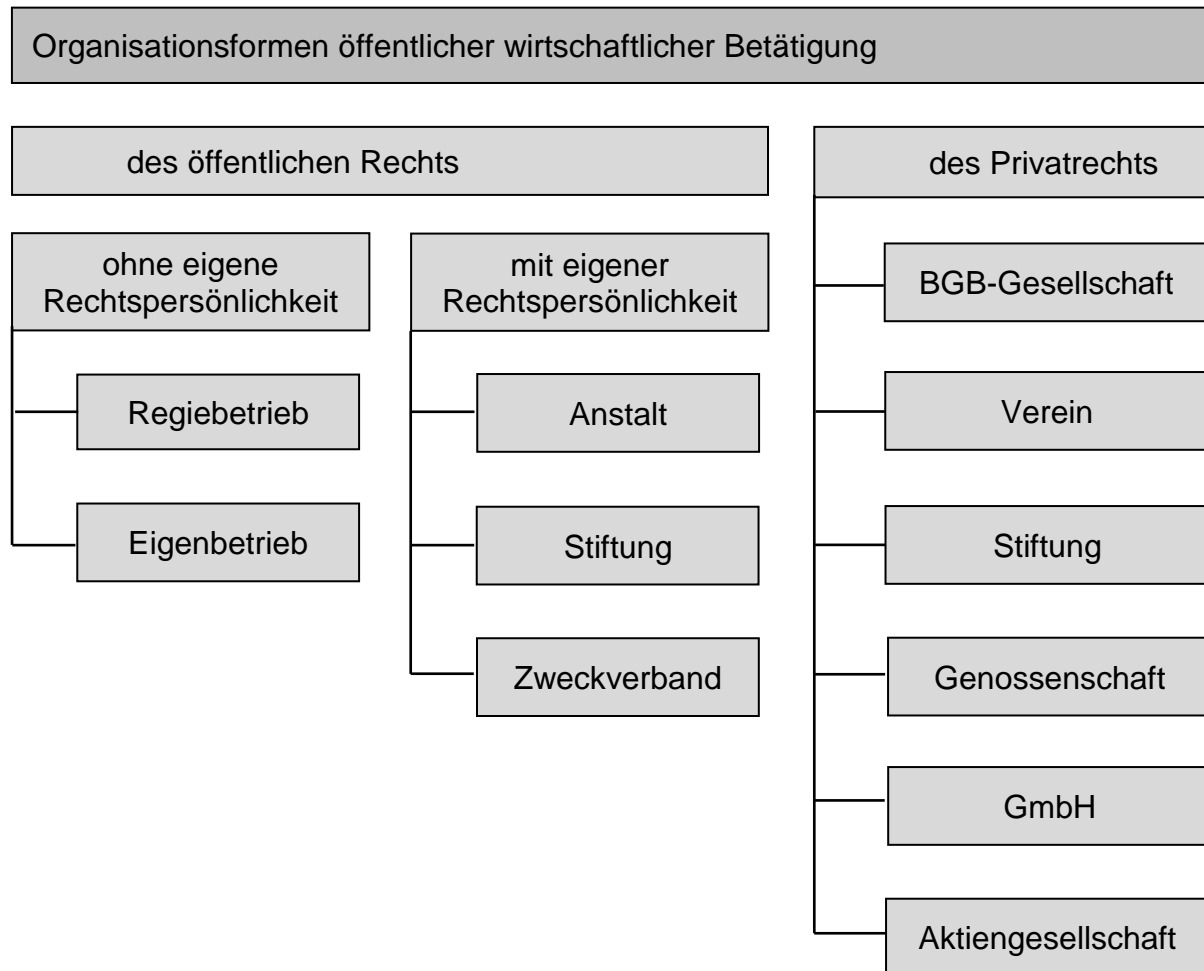 Organisationsformen öffentlicher wirtschaftlicher Betätigung
des öffentlichen Rechts
ohne eigene
Rechtspersönlichkeit
Regiebetrieb
Eigenbetrieb
mit eigener
Rechtspersönlichkeit
Anstalt
Stiftung
Zweckverband
des Privatrechts
BGB-Gesellschaft
Verein
Stiftung
Genossenschaft
GmbH
Aktiengesellschaft